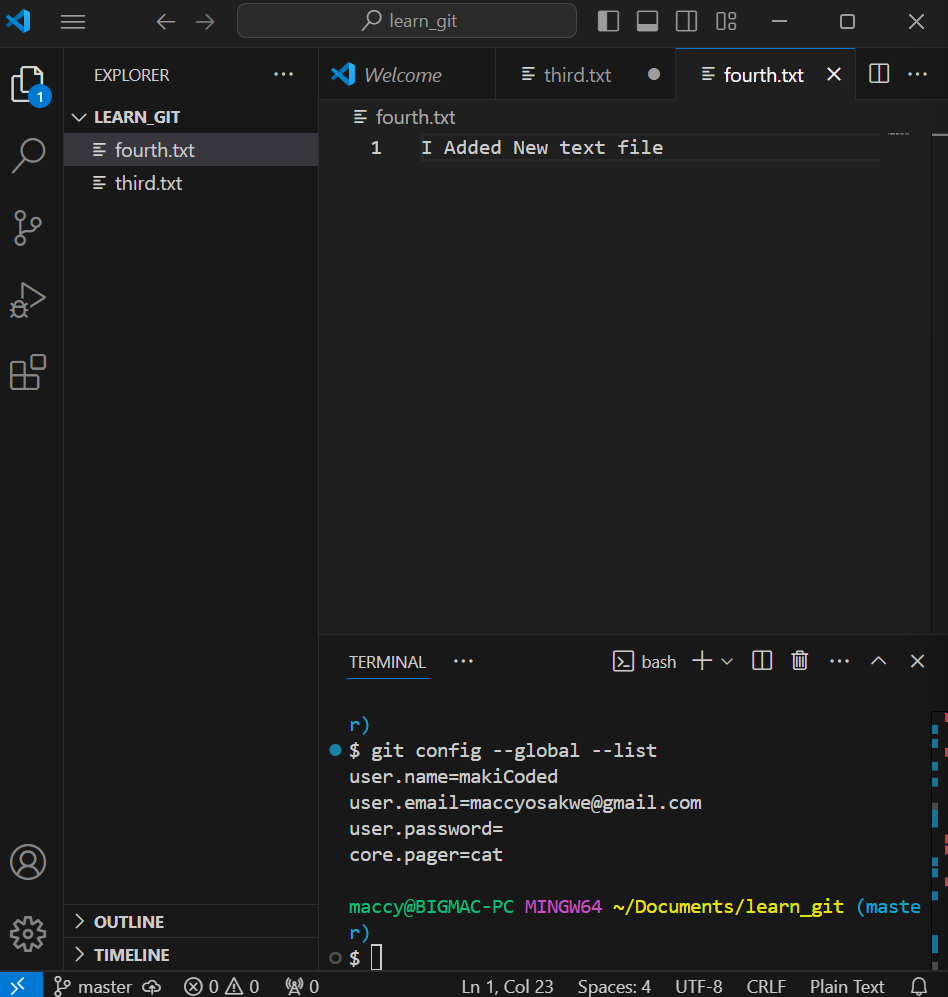 learn_git
EXPLORER
LEARN_GIT
fourth.txt
third.txt
OUTLINE
TIMELINE
1
Welcome
third.txt
fourth.txt
fourth.txt
1 I Added New text file
TERMINAL
bash
r)
$ git config --global --list
user.name=makiCoded
user.email=maccyosakwe@gmail.com
user.password=
core.pager=cat
maccy@BIGMAC-PC MINGW64 ~/Documents/learn_git (maste
r)
$
master 0 0 0 Ln 1, Col 23 Spaces: 4 UTF-8 CRLF Plain Text